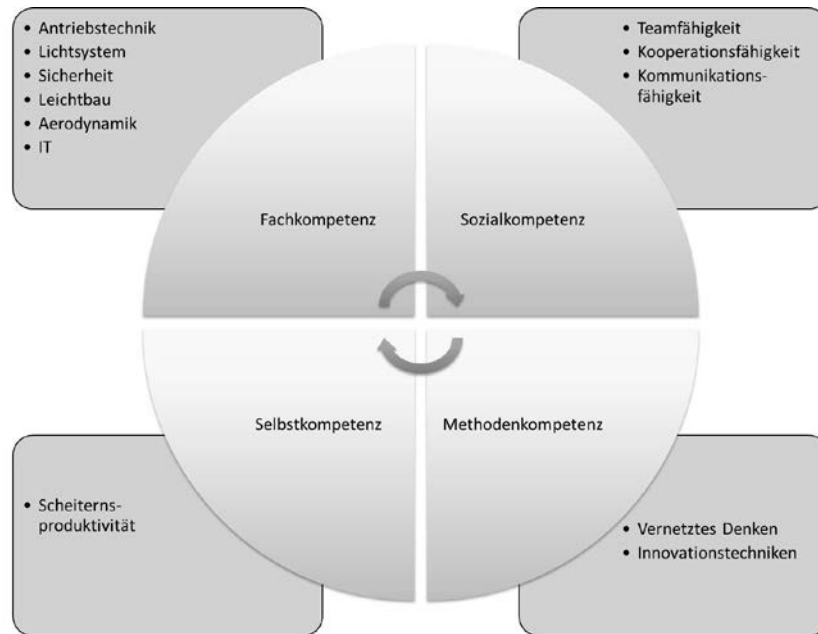 • Antriebstechnik
• Lichtsystem
• Sicherheit
• Leichtbau
• Aerodynamik
• IT
• Teamfähigkeit
• Kooperationsfähigkeit
• Kommunikations-
fähigkeit
Fachkompetenz
Sozialkompetenz
Selbstkompetenz
Methodenkompetenz
• Scheiterns-
produktivität
• Vernetztes Denken
• Innovationstechniken